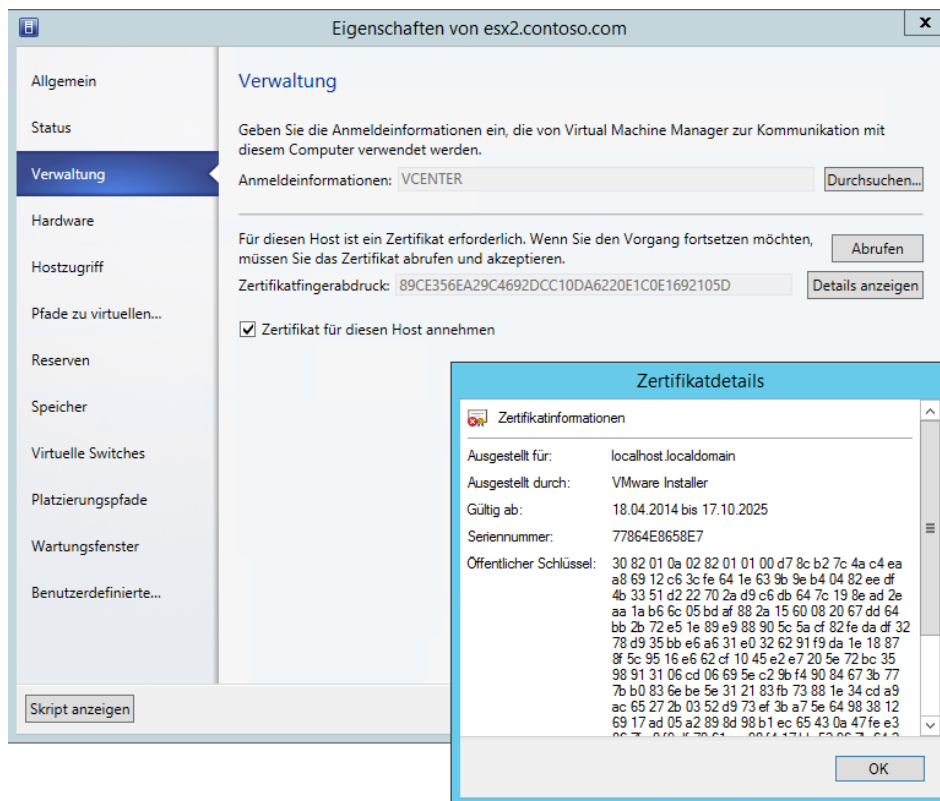 Eigenschaften von esx2.contoso.com
x
Allgemein
Status
Verwaltung
Hardware
Hostzugriff
Pfade zu virtuellen...
Reserven
Speicher
Virtuelle Switches
Platzierungspfade
Wartungsfenster
Benutzerdefinierte...
Skript anzeigen
Verwaltung
Geben Sie die Anmeldeinformationen ein, die von Virtual Machine Manager zur Kommunikation mit
diesem Computer verwendet werden.
Anmeldeinformationen: VCENTER Durchsuchen...
Für diesen Host ist ein Zertifikat erforderlich. Wenn Sie den Vorgang fortsetzen möchten,
müssen Sie das Zertifikat abrufen und akzeptieren.
Abrufen
Zertifikatfingerabdruck: 89CE356EA29C4692DCC10DA6220E1C0E1692105D Details anzeigen
Zertifikat für diesen Host annehmen
Zertifikatdetails
Zertifikatinformationen
Ausgestellt für: localhost.localdomain
Ausgestellt durch: VMware Installer
Gültig ab: 18.04.2014 bis 17.10.2025
Seriennummer: 77864E8658E7
Öffentlicher Schlüssel: 30 82 01 0a 02 82 01 01 00 d7 8c b2 7c 4a c4 ea
a8 69 12 c6 3c fe 64 1e 63 9b 9e b4 04 82 ee df
4b 33 51 d2 22 70 2a d9 c6 db 64 7c 19 8e ad 2e
aa 1a b6 6c 05 bd af 88 2a 15 60 08 20 67 dd 64
bb 2b 72 e5 1e 89 e9 88 90 5c 5a cf 82 fe da df 32
78 d9 35 bb e6 a6 31 e0 32 62 91 f9 da 1e 18 87
8f 5c 95 16 e6 62 cf 10 45 e2 e7 20 5e 72 bc 35
98 91 31 06 cd 06 69 5e c2 9b f4 90 84 67 3b 77
7b b0 83 6e be 5e 31 21 83 fb 73 88 1e 34 cd a9
ac 65 27 2b 03 52 d9 73 ef 3b a7 5e 64 98 38 12
69 17 ad 05 a2 89 8d 98 b1 ec 65 43 0a 47 fe e3
OK